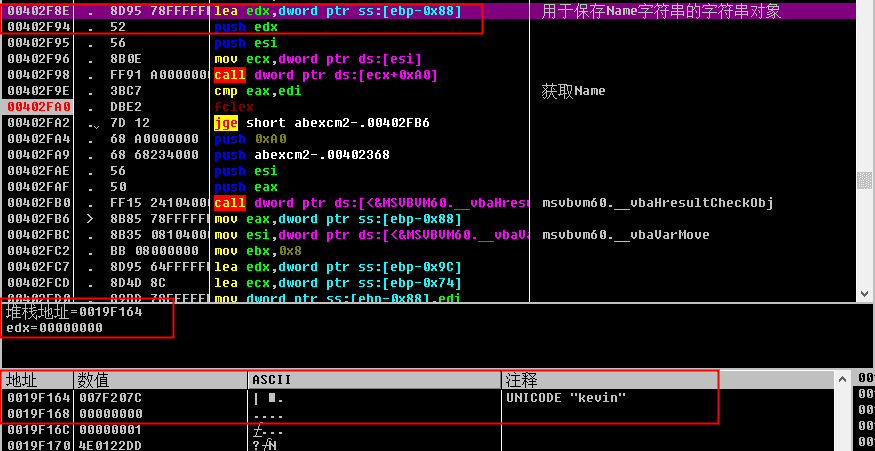 00402F8E . 8D95 78FFFFFF lea edx,dword ptr ss:[ebp-0x88] 用于保存Name字符串的字符串对象
00402F94 . 52 push edx
00402F95 . 56 push esi
00402F96 . 8B0E mov ecx,dword ptr ds:[esi]
00402F98 . FF91 A0000000 call dword ptr ds:[ecx+0xA0]
00402F9E . 3BC7 cmp eax,edi 获取Name
00402FA0 . DBE2 fclex
00402FA2 . 7D 12 jge short abexcm2-.00402FB6
00402FA4 . 68 A0000000 push 0xA0
00402FA9 . 68 68234000 push abexcm2-.00402368
00402FAE . 56 push esi
00402FAF . 50 push eax
00402FB0 . FF15 24104000 call dword ptr ds:[<&MSVBVM60.__vbaHres msvbvm60.__vbaHresultCheckObj
00402FB6 > 8B85 78FFFFFF mov eax,dword ptr ss:[ebp-0x88]
00402FBC . 8B35 08104000 mov esi,dword ptr ds:[<&MSVBVM60.__vbaVa msvbvm60.__vbaVarMove
00402FC2 . BB 08000000 mov ebx,0x8
00402FC7 . 8D95 64FFFFFF lea edx,dword ptr ss:[ebp-0x9C]
00402FCD . 8D4D 8C lea ecx,dword ptr ss:[ebp-0x74]
00402FD0 . 89BD 78FFFFFF mov dword ptr ss:[ebp-0x88],edi
堆栈地址=0019F164
edx=00000000
地址 数值 ASCII 注释
0019F164 007F207C UNICODE "kevin"
0019F168 00000000 ....
0019F16C 00000001
0019F170 4E0122DD